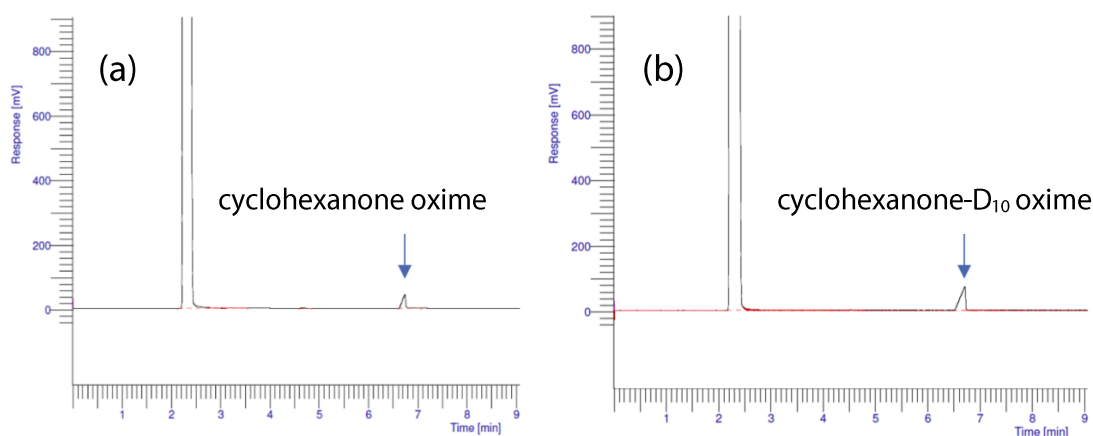 (a)
Response [mV]
800
600
400
200
0
cyclohexanone oxime
1 2 3 4 5 6 7 8 9
Time [min]
(b)
Response [mV]
800
600
400
200
0
cyclohexanone-D₁₀ oxime
1 2 3 4 5 6 7 8 9
Time [min]